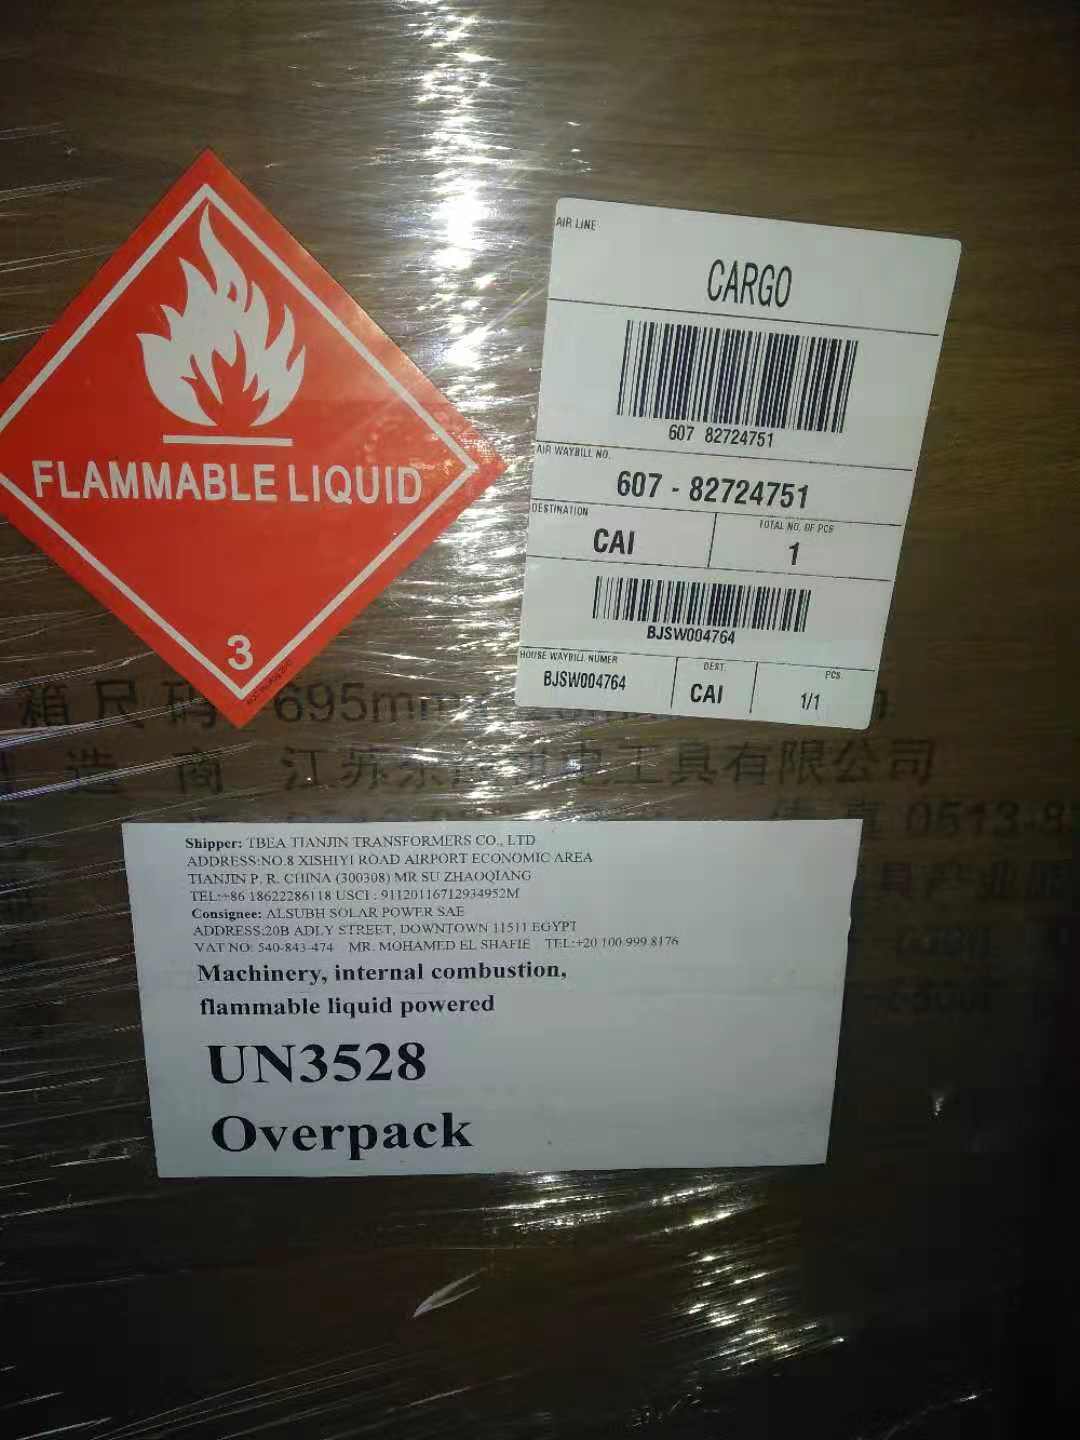 FLAMMABLE LIQUID
3
AIR LINE
CARGO
607 82724751
AIR WAYBILL NO.
607 - 82724751
DESTINATION
CAI
TOTAL NO. OF PCS
1
BJSW004764
HOUSE WAYBILL NUMER
BJSW004764
DEST.
CAI
PCS.
1/1
箱尺码 695mm
造商 江苏东 电工具有限公司
传真 0513-8
具产业
Shipper: TBEA TIANJIN TRANSFORMERS CO., LTD
ADDRESS:NO.8 XISHIYI ROAD AIRPORT ECONOMIC AREA
TIANJIN P. R. CHINA (300308) MR SU ZHAOQIANG
TEL:+86 18622286118 USCI : 91120116712934952M
Consignee: ALSUBH SOLAR POWER SAE
ADDRESS:20B ADLY STREET, DOWNTOWN 11511 EGYPT
VAT NO: 540-843-474 MR. MOHAMED EL SHAFIE TEL:+20 100 999 8176
Machinery, internal combustion,
flammable liquid powered
UN3528
Overpack